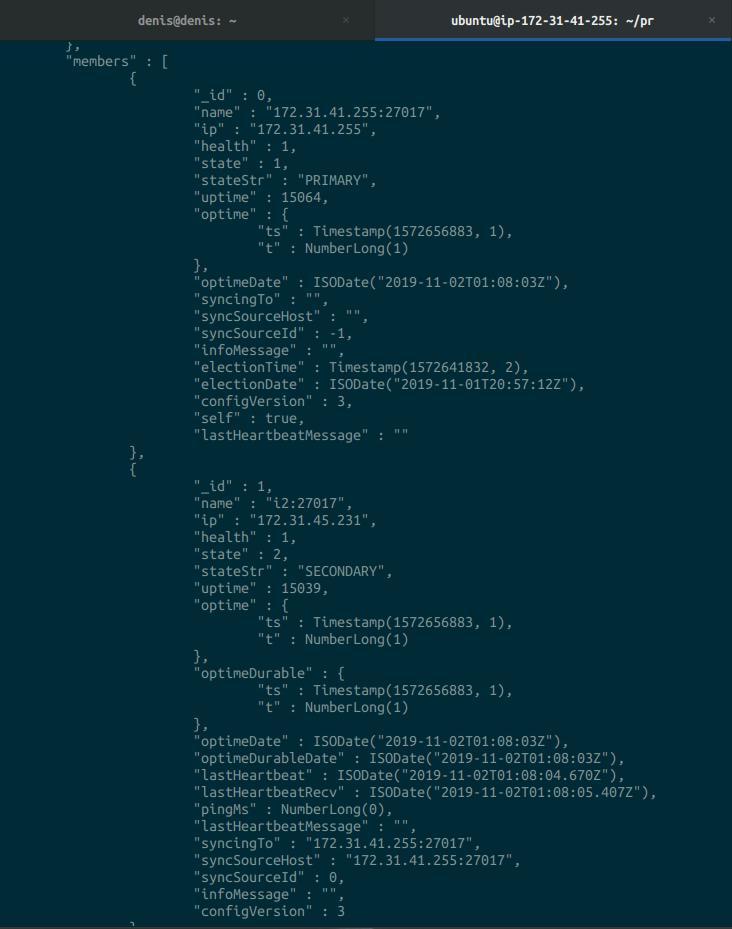 denis@denis: ~ ×
ubuntu@ip-172-31-41-255: ~/pr ×
},
"members" : [
{
"_id" : 0,
"name" : "172.31.41.255:27017",
"ip" : "172.31.41.255",
"health" : 1,
"state" : 1,
"stateStr" : "PRIMARY",
"uptime" : 15064,
"optime" : {
"ts" : Timestamp(1572656883, 1),
"t" : NumberLong(1)
},
"optimeDate" : ISODate("2019-11-02T01:08:03Z"),
"syncingTo" : "",
"syncSourceHost" : "",
"syncSourceId" : -1,
"infoMessage" : "",
"electionTime" : Timestamp(1572641832, 2),
"electionDate" : ISODate("2019-11-01T20:57:12Z"),
"configVersion" : 3,
"self" : true,
"lastHeartbeatMessage" : ""
},
{
"_id" : 1,
"name" : "i2:27017",
"ip" : "172.31.45.231",
"health" : 1,
"state" : 2,
"stateStr" : "SECONDARY",
"uptime" : 15039,
"optime" : {
"ts" : Timestamp(1572656883, 1),
"t" : NumberLong(1)
},
"optimeDurable" : {
"ts" : Timestamp(1572656883, 1),
"t" : NumberLong(1)
},
"optimeDate" : ISODate("2019-11-02T01:08:03Z"),
"optimeDurableDate" : ISODate("2019-11-02T01:08:03Z"),
"lastHeartbeat" : ISODate("2019-11-02T01:08:04.670Z"),
"lastHeartbeatRecv" : ISODate("2019-11-02T01:08:05.407Z"),
"pingMs" : NumberLong(0),
"lastHeartbeatMessage" : "",
"syncingTo" : "172.31.41.255:27017",
"syncSourceHost" : "172.31.41.255:27017",
"syncSourceId" : 0,
"infoMessage" : "",
"configVersion" : 3